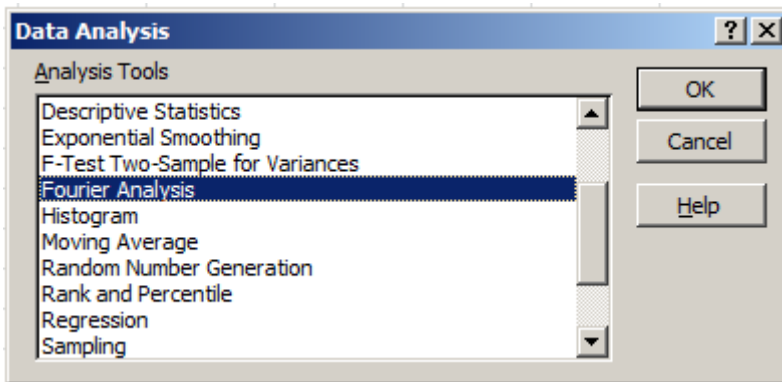 Data Analysis
Analysis Tools
Descriptive Statistics
Exponential Smoothing
F-Test Two-Sample for Variances
Fourier Analysis
Histogram
Moving Average
Random Number Generation
Rank and Percentile
Regression
Sampling
OK
Cancel
Help